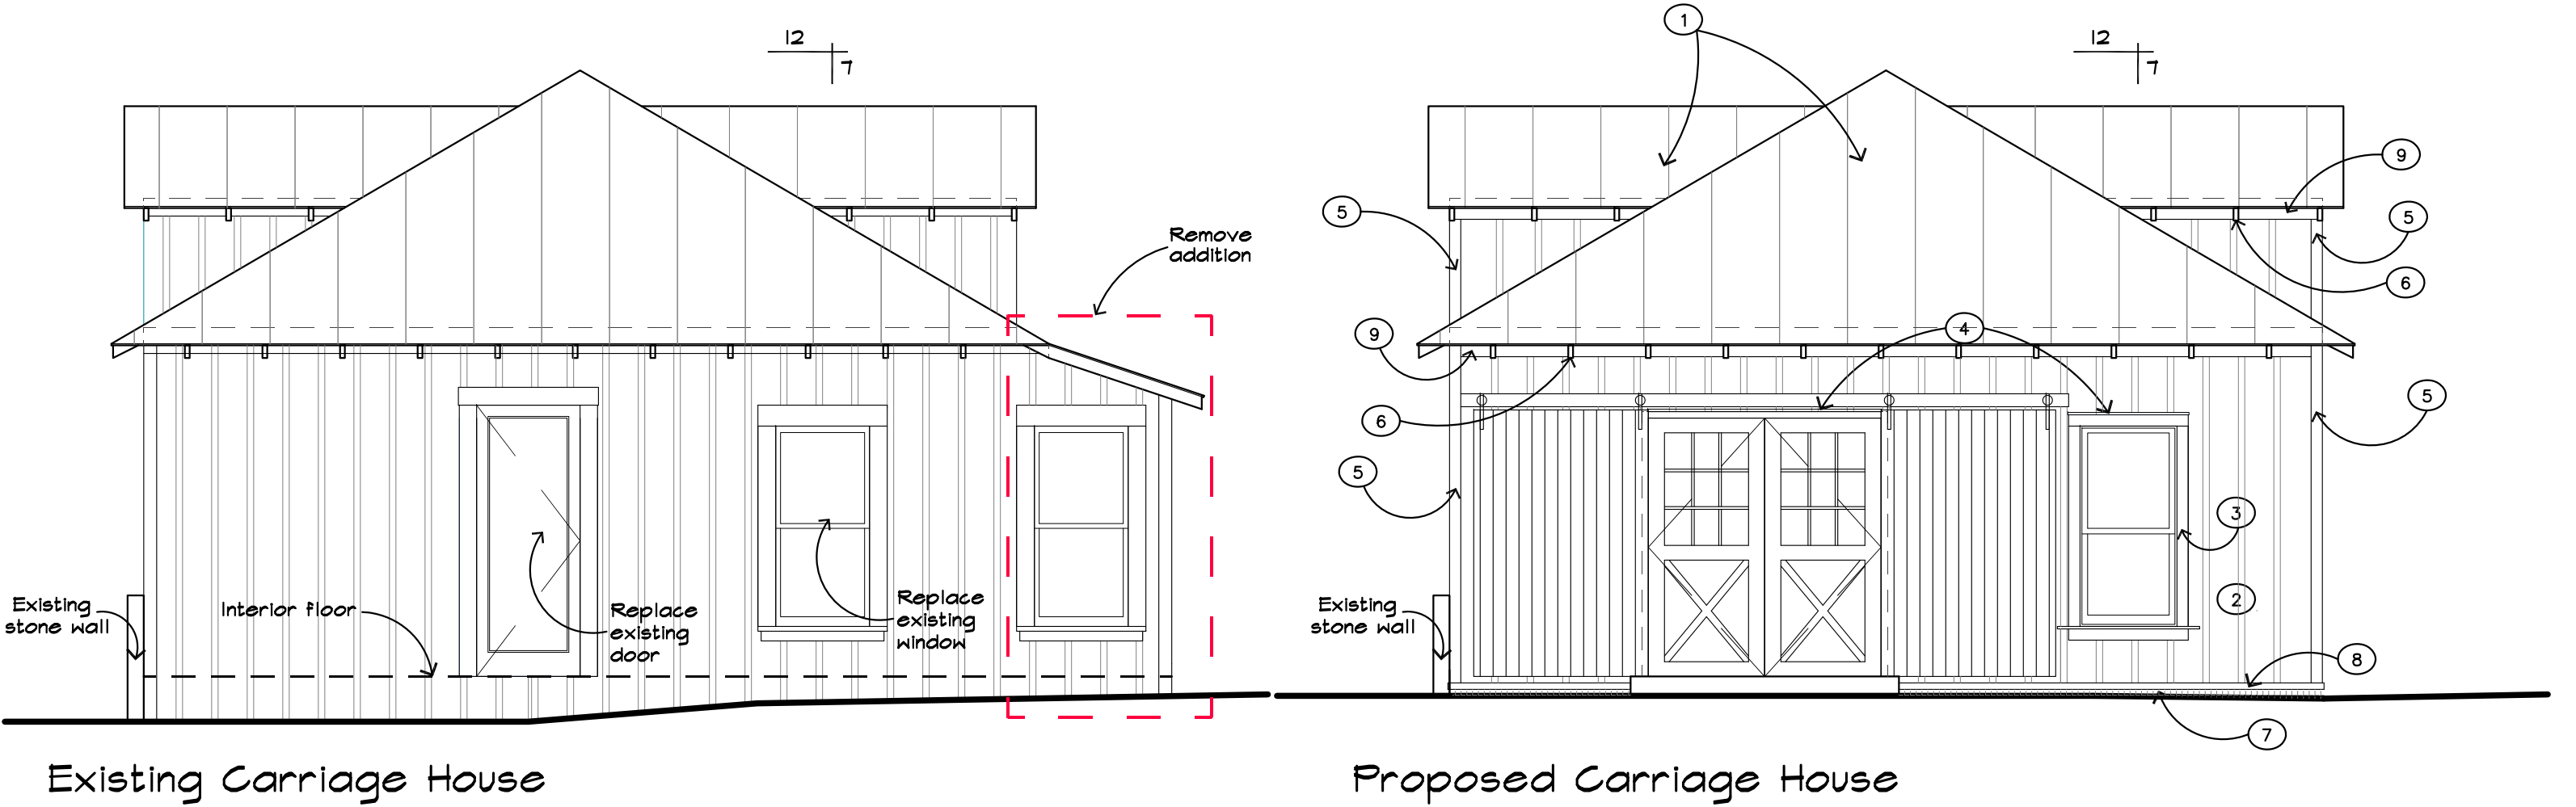 12
7
Remove
addition
Existing
stone wall
Interior floor
Replace
existing
door
Replace
existing
window
Existing Carriage House
1
12
7
9
5
5
6
9
4
6
5
5
3
2
Existing
stone wall
8
7
Proposed Carriage House